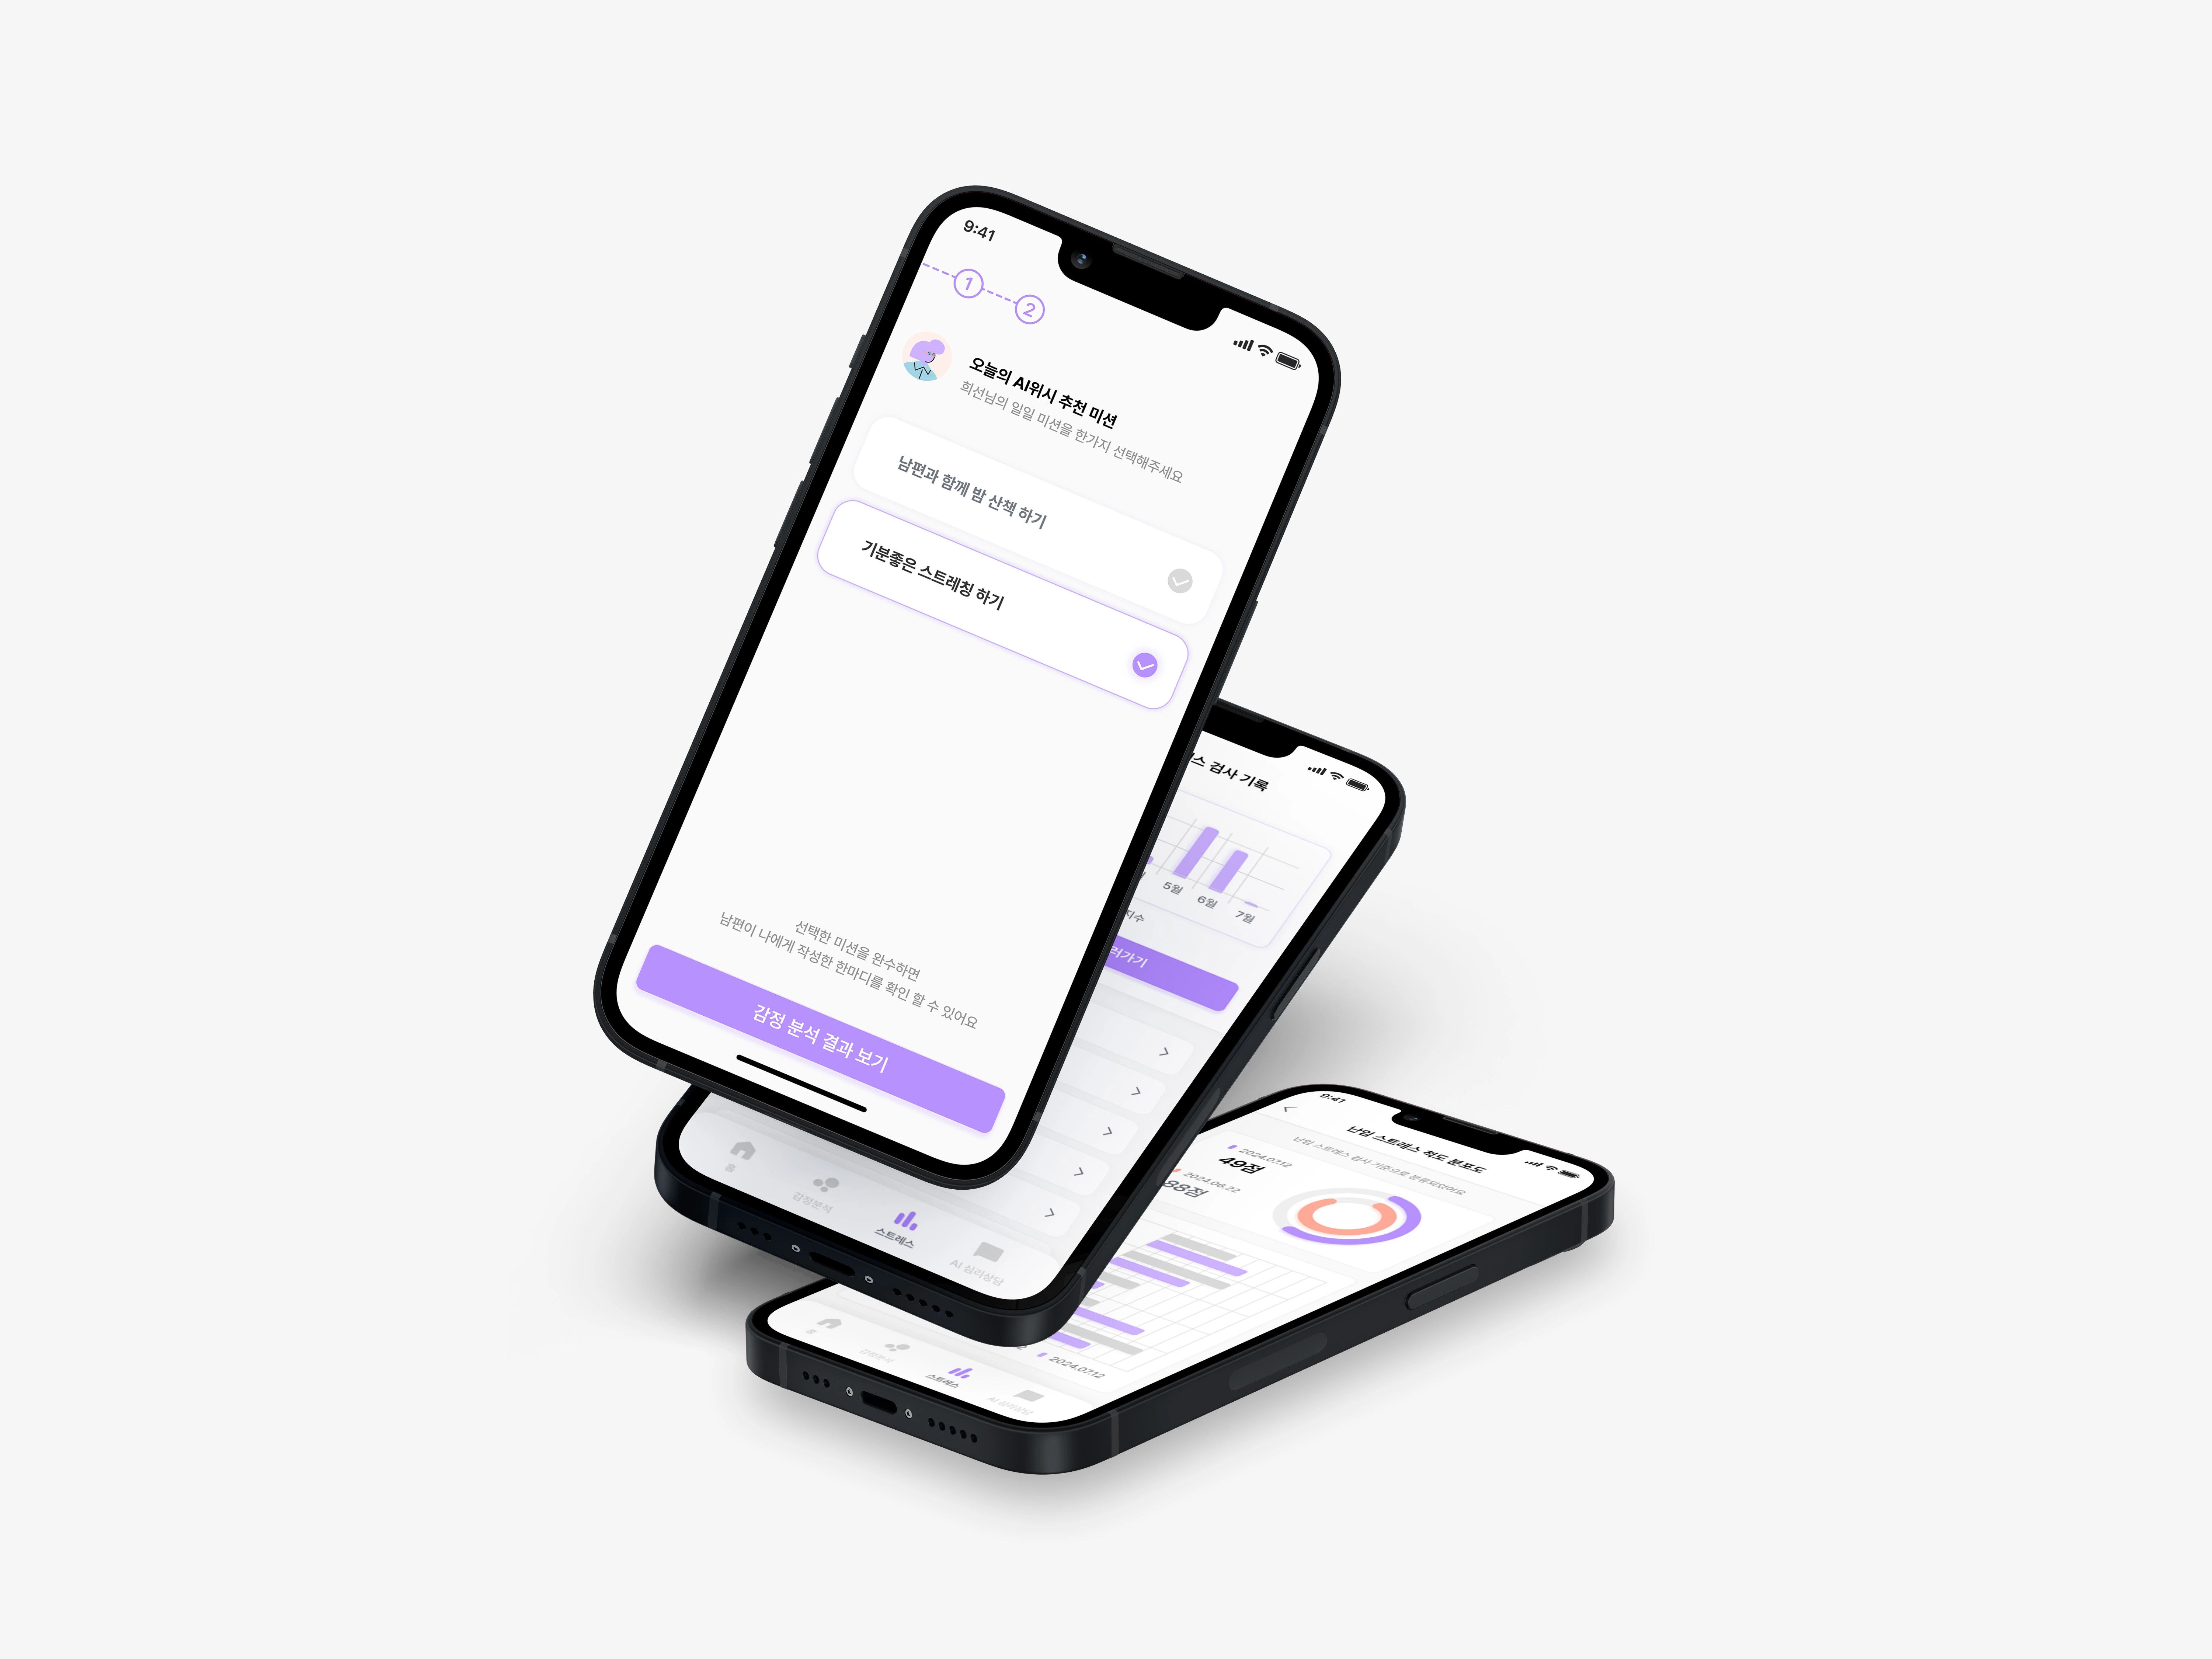 9:41
1
2
오늘의 AI위시 추천 미션
희선님의 일일 미션을 한가지 선택해주세요
남편과 함께 밤 산책 하기
기분좋은 스트레칭 하기
선택한 미션을 완수하면
남편이 나에게 작성한 한마디를 확인 할 수 있어요
감정 분석 결과 보기
스 검사 기록
5월
6월
7월
지수
러가기
홈
감정분석
스트레스
AI 심리상담
9:41
난임 스트레스 척도 분포도
난임 스트레스 검사 기준으로 분류되었어요
2024.07.12
49점
2024.06.22
88점
2024.07.12
홈
감정분석
스트레스
AI 심리상담